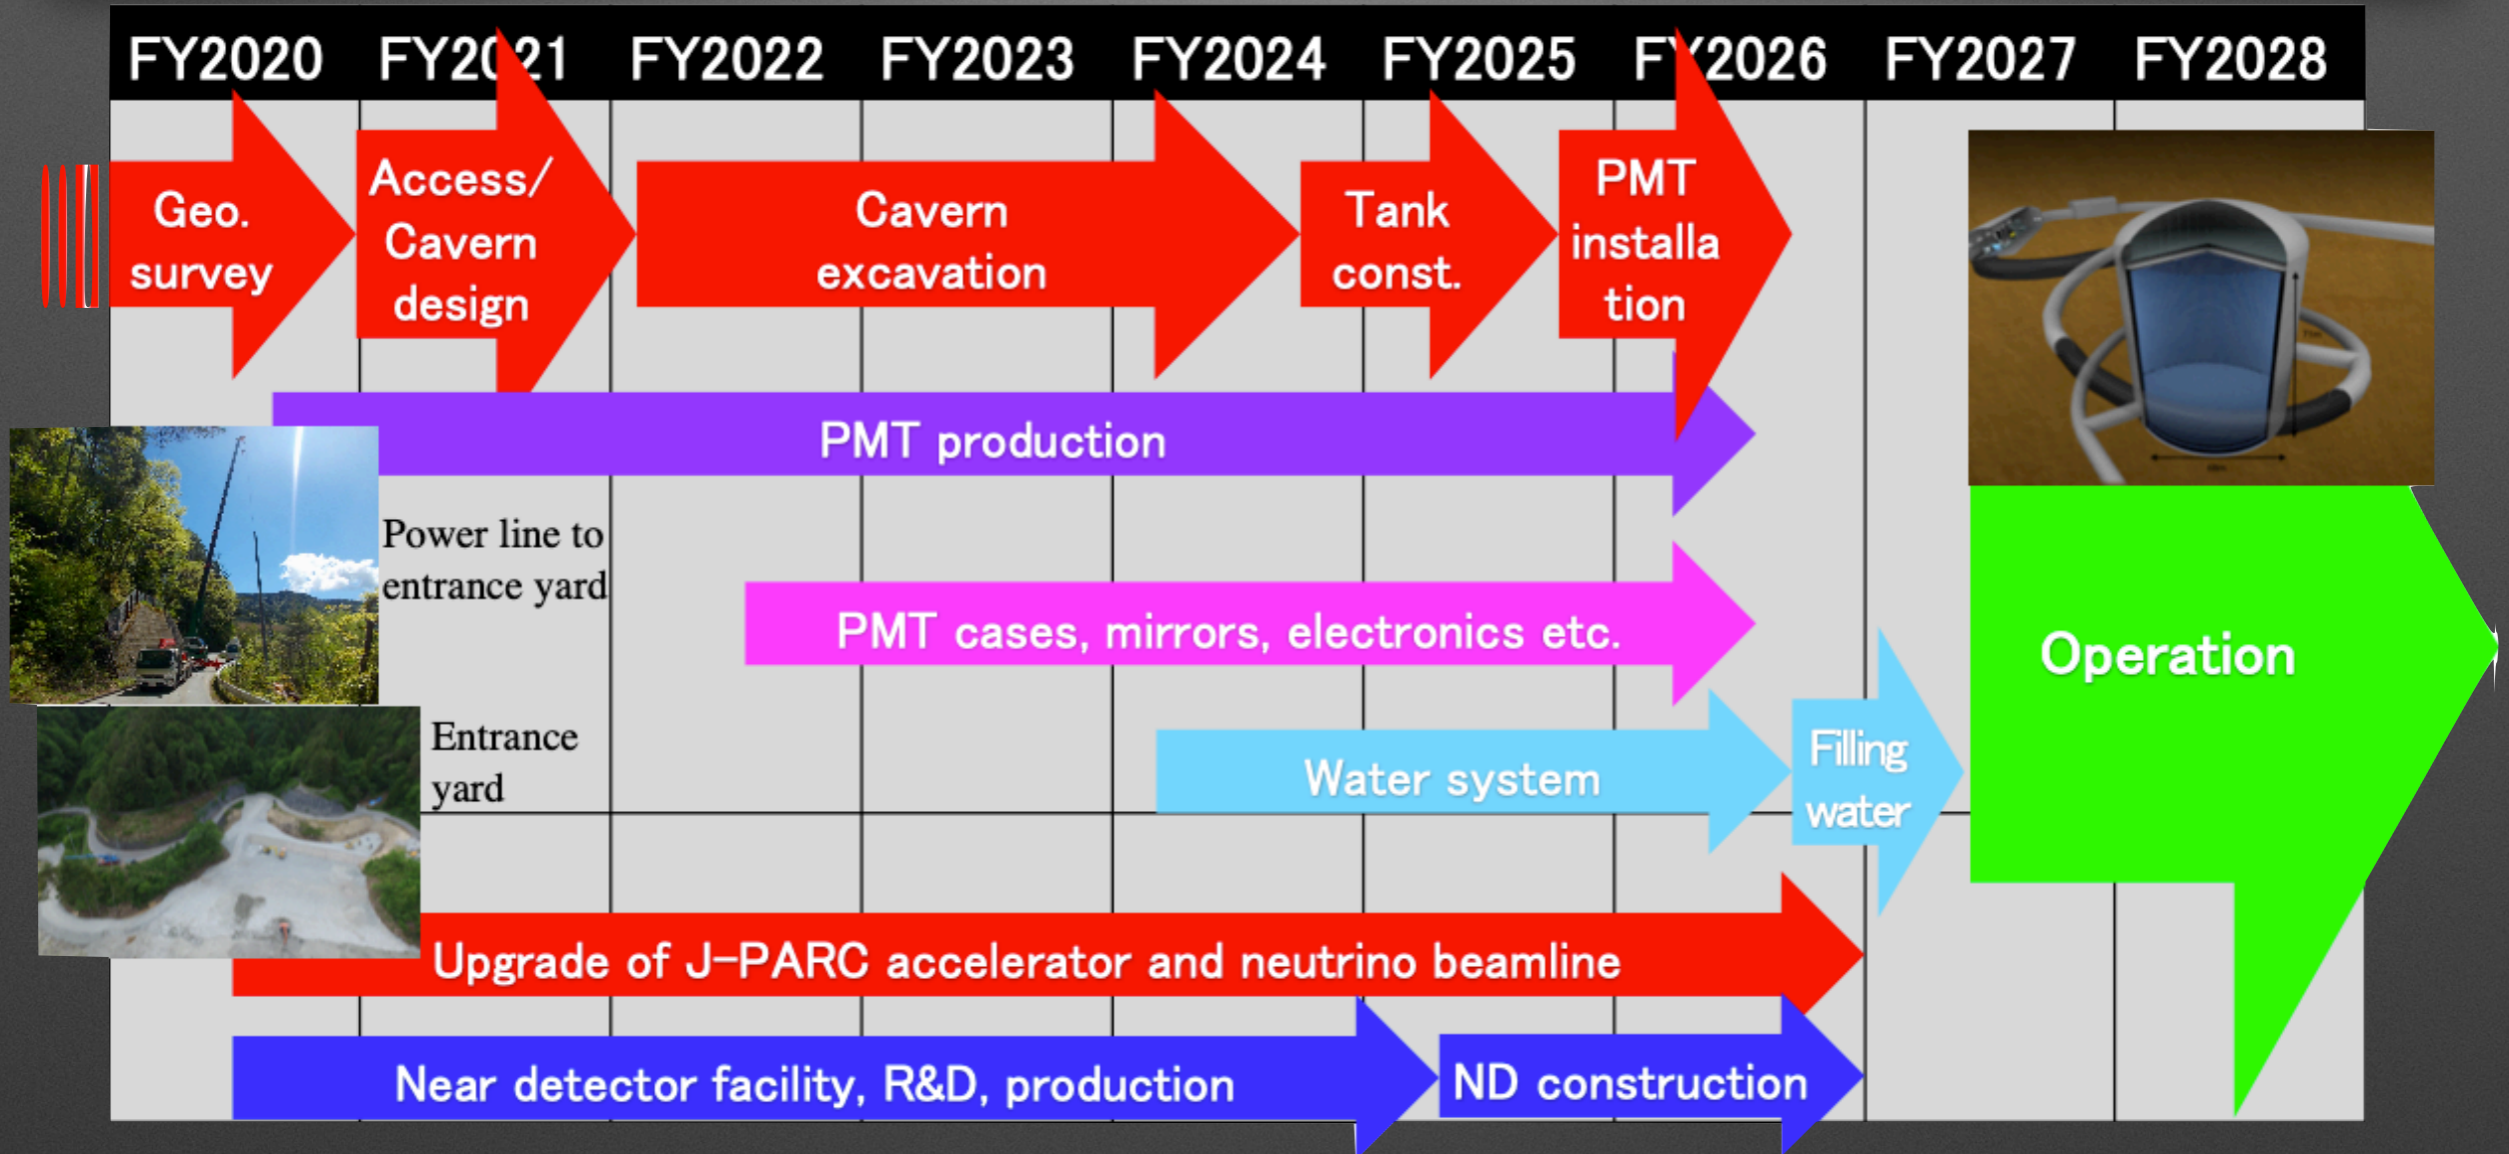 FY2020 FY2021 FY2022 FY2023 FY2024 FY2025 FY2026 FY2027 FY2028
Geo.
survey
Access/
Cavern
design
Cavern
excavation
Tank
const.
PMT
installa
tion
PMT production
Power line to
entrance yard
PMT cases, mirrors, electronics etc.
Operation
Entrance
yard
Water system
Filling
water
Upgrade of J-PARC accelerator and neutrino beamline
Near detector facility, R&D, production
ND construction